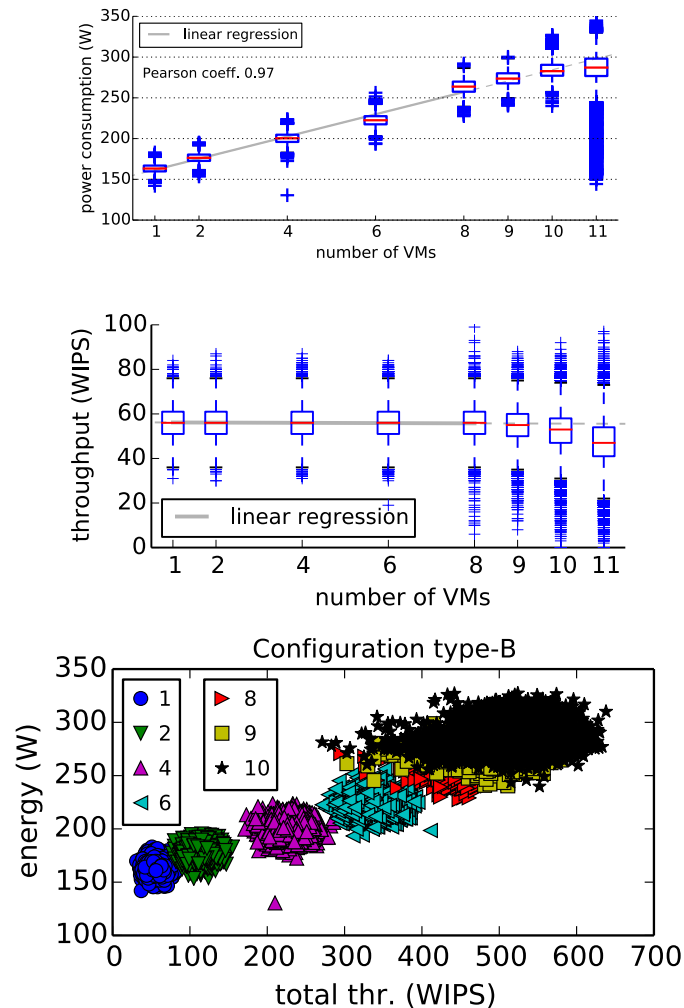 350
300
250
200
150
100
power consumption (W)
linear regression
Pearson coeff. 0.97
1 2 4 6 8 9 10 11
number of VMs
100
80
60
40
20
0
throughput (WIPS)
linear regression
1 2 4 6 8 9 10 11
number of VMs
Configuration type-B
350
300
250
200
150
100
energy (W)
1
2
4
6
8
9
10
0 100 200 300 400 500 600 700
total thr. (WIPS)